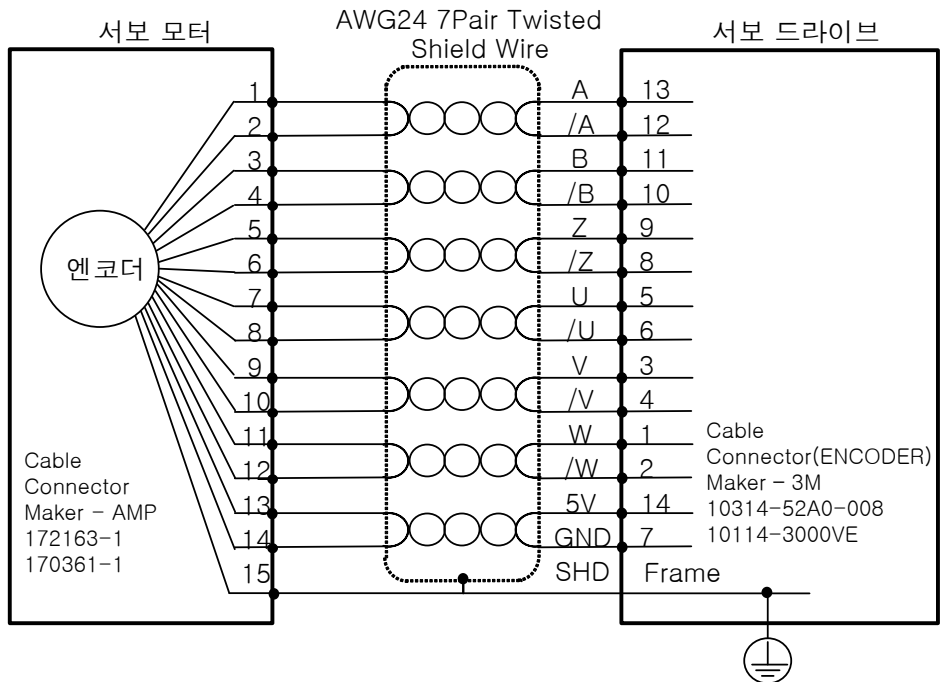 서보 모터
AWG24 7Pair Twisted
Shield Wire
서보 드라이브
1 A 13
2 /A 12
3 B 11
4 /B 10
5 Z 9
엔코더
6 /Z 8
7 U 5
8 /U 6
9 V 3
10 /V 4
11 W 1
12 /W 2
13 5V 14
14 GND 7
15 SHD Frame
Cable
Connector
Maker - AMP
172163-1
170361-1
Cable
Connector(ENCODER)
Maker - 3M
10314-52A0-008
10114-3000VE